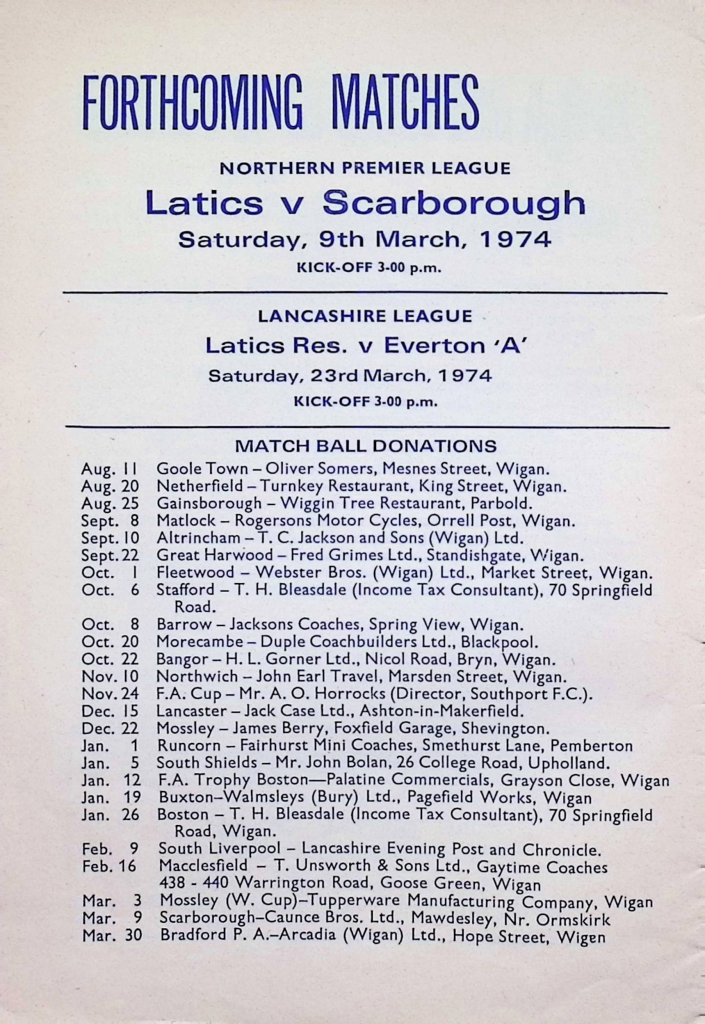 FORTHCOMING MATCHES
NORTHERN PREMIER LEAGUE
Latics v Scarborough
Saturday, 9th March, 1974
KICK-OFF 3-00 p.m.
LANCASHIRE LEAGUE
Latics Res. v Everton 'A'
Saturday, 23rd March, 1974
KICK-OFF 3-00 p.m.
MATCH BALL DONATIONS
Aug. 11 Goole Town – Oliver Somers, Mesnes Street, Wigan.
Aug. 20 Netherfield – Turnkey Restaurant, King Street, Wigan.
Aug. 25 Gainsborough – Wiggin Tree Restaurant, Parbold.
Sept. 8 Matlock – Rogersons Motor Cycles, Orrell Post, Wigan.
Sept. 10 Altrincham – T. C. Jackson and Sons (Wigan) Ltd.
Sept. 22 Great Harwood – Fred Grimes Ltd., Standishgate, Wigan.
Oct. 1 Fleetwood – Webster Bros. (Wigan) Ltd., Market Street, Wigan.
Oct. 6 Stafford – T. H. Bleasdale (Income Tax Consultant), 70 Springfield
Road.
Oct. 8 Barrow – Jacksons Coaches, Spring View, Wigan.
Oct. 20 Morecambe – Duple Coachbuilders Ltd., Blackpool.
Oct. 22 Bangor – H. L. Gorner Ltd., Nicol Road, Bryn, Wigan.
Nov. 10 Northwich – John Earl Travel, Marsden Street, Wigan.
Nov. 24 F.A. Cup – Mr. A. O. Horrocks (Director, Southport F.C.).
Dec. 15 Lancaster – Jack Case Ltd., Ashton-in-Makerfield.
Dec. 22 Mossley – James Berry, Foxfield Garage, Shevington.
Jan. 1 Runcorn – Fairhurst Mini Coaches, Smethurst Lane, Pemberton
Jan. 5 South Shields – Mr. John Bolan, 26 College Road, Upholland.
Jan. 12 F.A. Trophy Boston—Palatine Commercials, Grayson Close, Wigan
Jan. 19 Buxton–Walmsleys (Bury) Ltd., Pagefield Works, Wigan
Jan. 26 Boston – T. H. Bleasdale (Income Tax Consultant), 70 Springfield
Road, Wigan.
Feb. 9 South Liverpool – Lancashire Evening Post and Chronicle.
Feb. 16 Macclesfield – T. Unsworth & Sons Ltd., Gaytime Coaches
438 - 440 Warrington Road, Goose Green, Wigan
Mar. 3 Mossley (W. Cup)–Tupperware Manufacturing Company, Wigan
Mar. 9 Scarborough–Caunce Bros. Ltd., Mawdesley, Nr. Ormskirk
Mar. 30 Bradford P. A.–Arcadia (Wigan) Ltd., Hope Street, Wigen